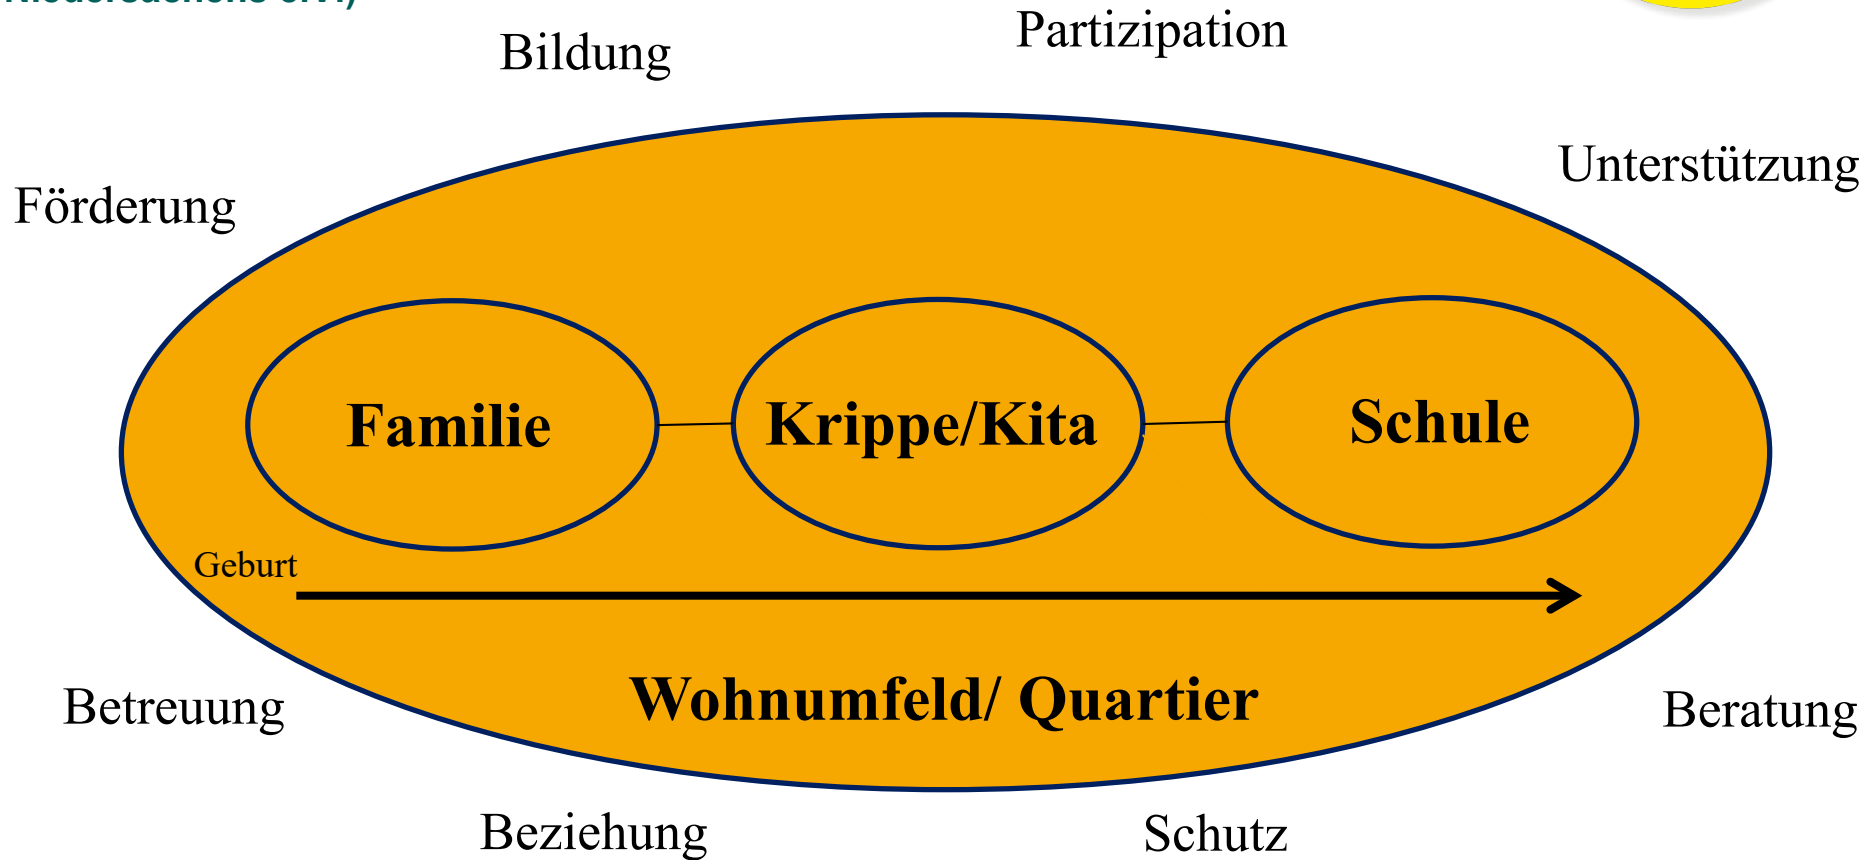 Partizipation
Bildung
Unterstützung
Förderung
Familie
Krippe/Kita
Schule
Geburt
Wohnumfeld/ Quartier
Betreuung
Beratung
Beziehung
Schutz